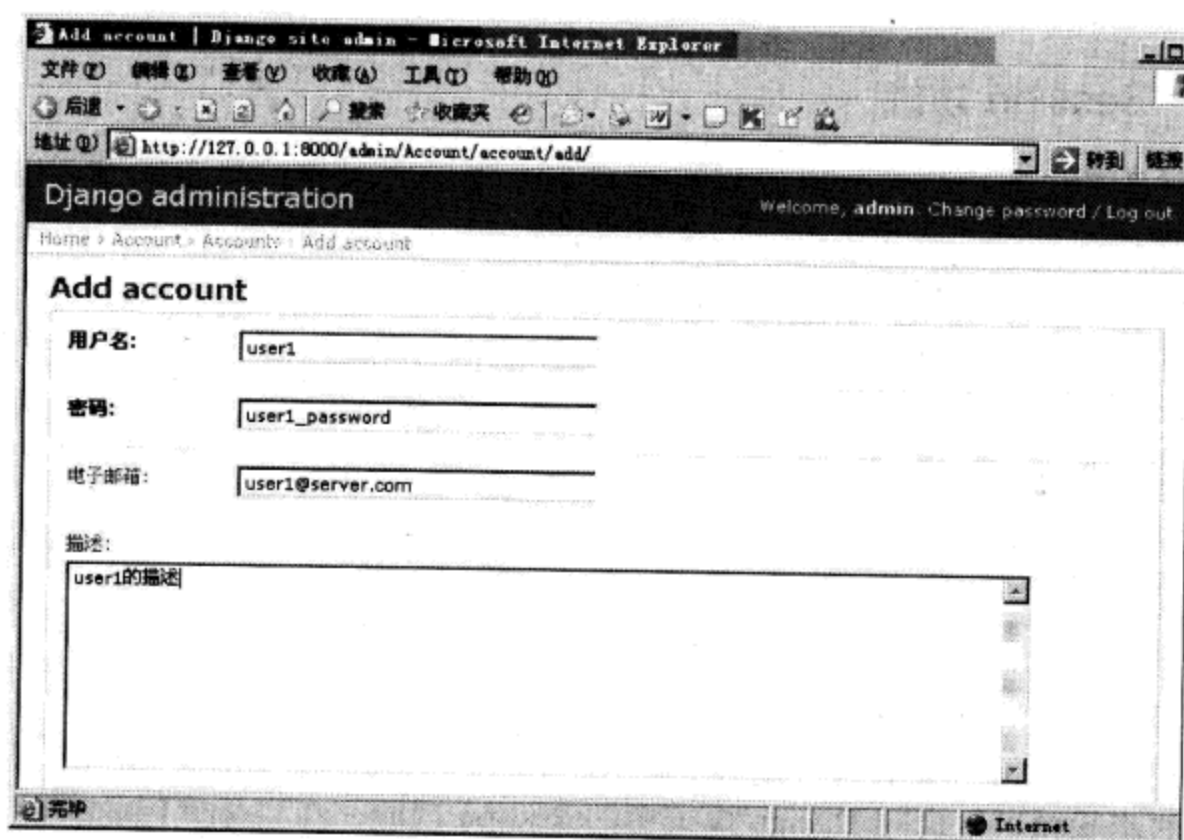 Add account | Django site admin - Microsoft Internet Explorer
文件(F) 编辑(E) 查看(V) 收藏(A) 工具(T) 帮助(H)
后退 搜索 收藏夹
地址(D) http://127.0.0.1:8000/admin/Account/account/add/ 转到 链接
Django administration
Welcome, admin. Change password / Log out
Home › Account › Accounts › Add account
Add account
用户名: user1
密码: user1_password
电子邮箱: user1@server.com
描述:
user1的描述
完毕 Internet